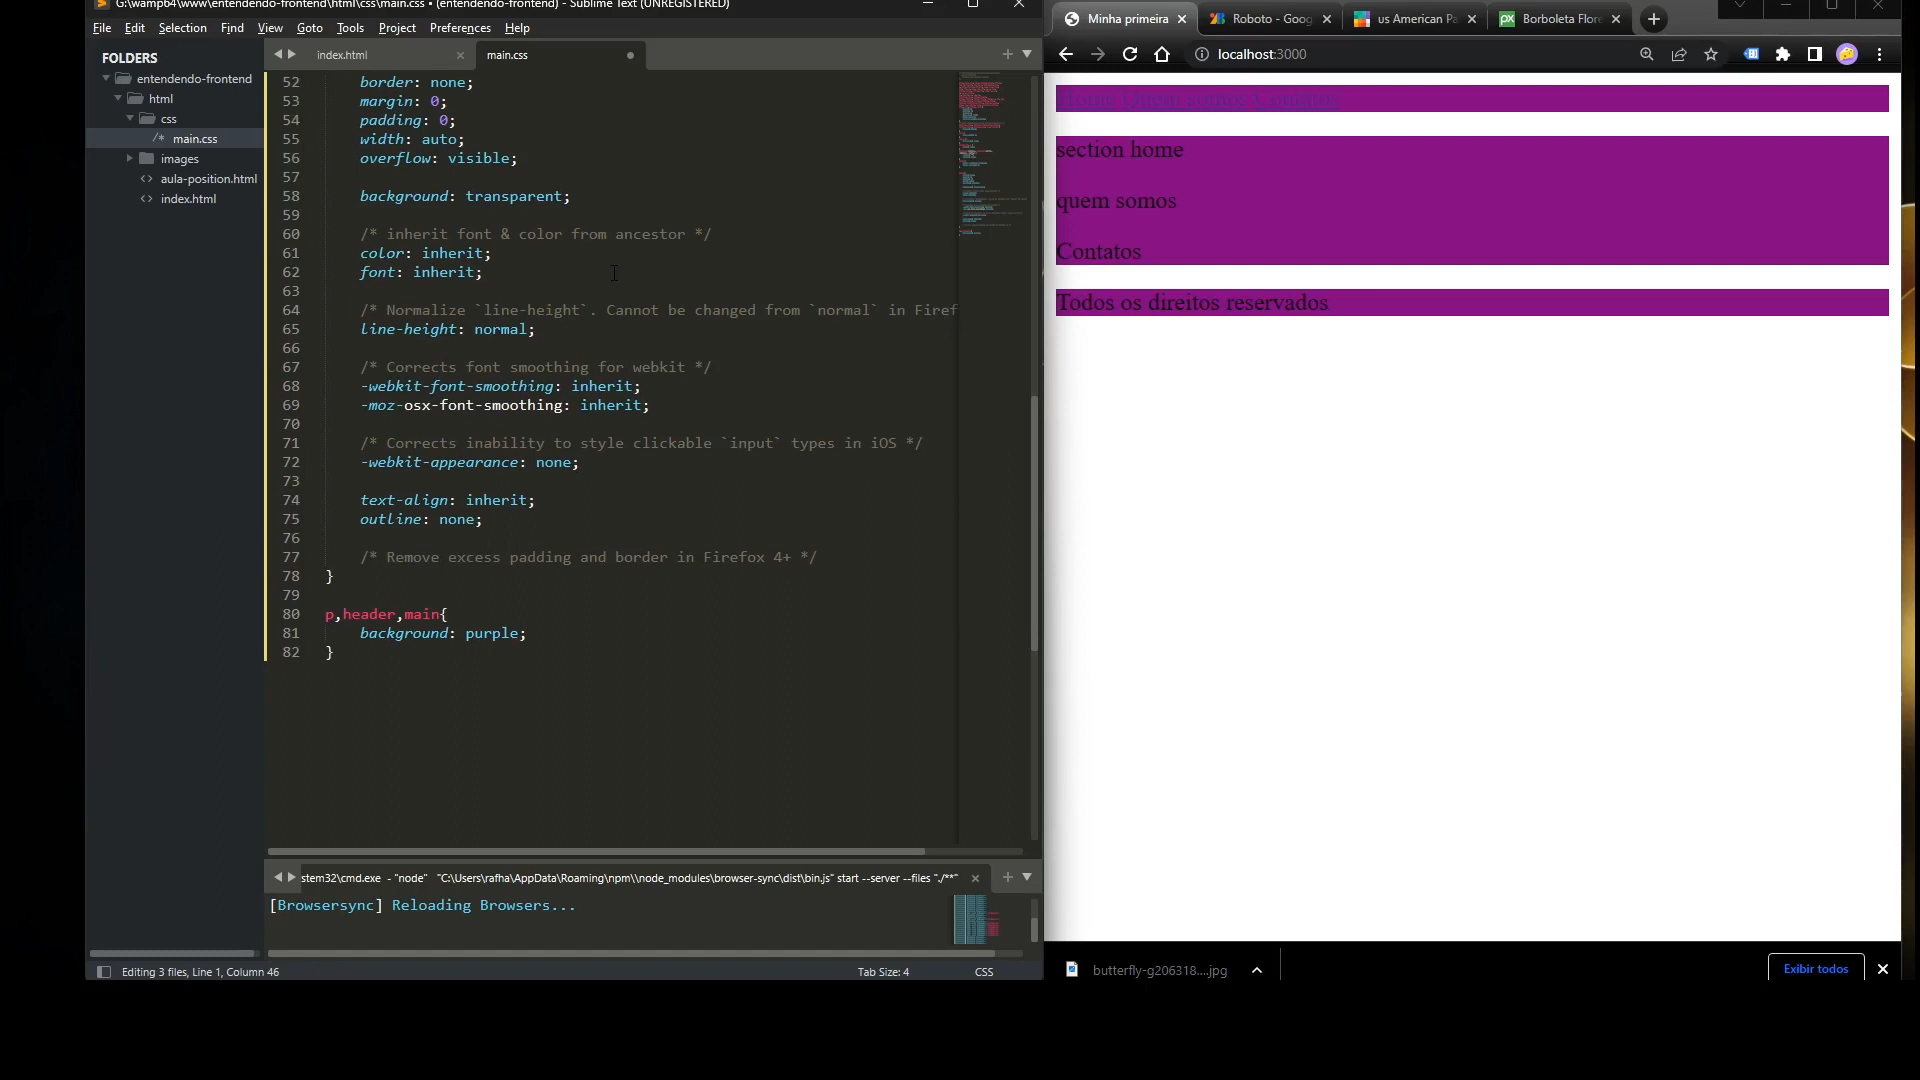 G:\wamp64\www\entendendo-frontend\html\css\main.css • (entendendo-frontend) - Sublime Text (UNREGISTERED)
File Edit Selection Find View Goto Tools Project Preferences Help
FOLDERS
entendendo-frontend
html
css
/* main.css
images
<> aula-position.html
<> index.html
index.html
main.css
52 border: none;
53 margin: 0;
54 padding: 0;
55 width: auto;
56 overflow: visible;
57
58 background: transparent;
59
60 /* inherit font & color from ancestor */
61 color: inherit;
62 font: inherit;
63
64 /* Normalize `line-height`. Cannot be changed from `normal` in Firef
65 line-height: normal;
66
67 /* Corrects font smoothing for webkit */
68 -webkit-font-smoothing: inherit;
69 -moz-osx-font-smoothing: inherit;
70
71 /* Corrects inability to style clickable `input` types in iOS */
72 -webkit-appearance: none;
73
74 text-align: inherit;
75 outline: none;
76
77 /* Remove excess padding and border in Firefox 4+ */
78 }
79
80 p,header,main{
81 background: purple;
82 }
stem32\cmd.exe - "node" "C:\Users\rafha\AppData\Roaming\npm\\node_modules\browser-sync\dist\bin.js" start --server --files "./**"
[Browsersync] Reloading Browsers...
Editing 3 files, Line 1, Column 46
Tab Size: 4
CSS
Minha primeira
Roboto - Goog
us American Pa
Borboleta Flore
localhost:3000
Home Quem somos Contatos
section home
quem somos
Contatos
Todos os direitos reservados
butterfly-g206318....jpg
Exibir todos